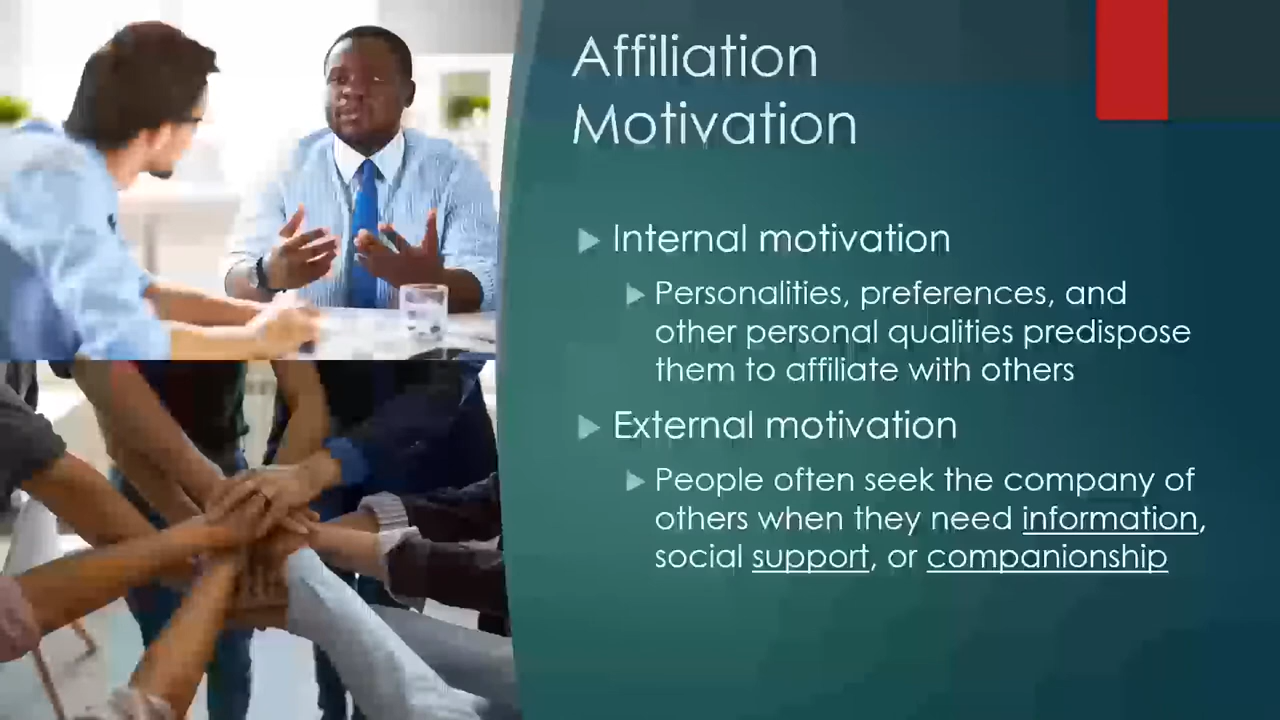 Affiliation
Motivation
Internal motivation
Personalities, preferences, and
other personal qualities predispose
them to affiliate with others
External motivation
People often seek the company of
others when they need information,
social support, or companionship